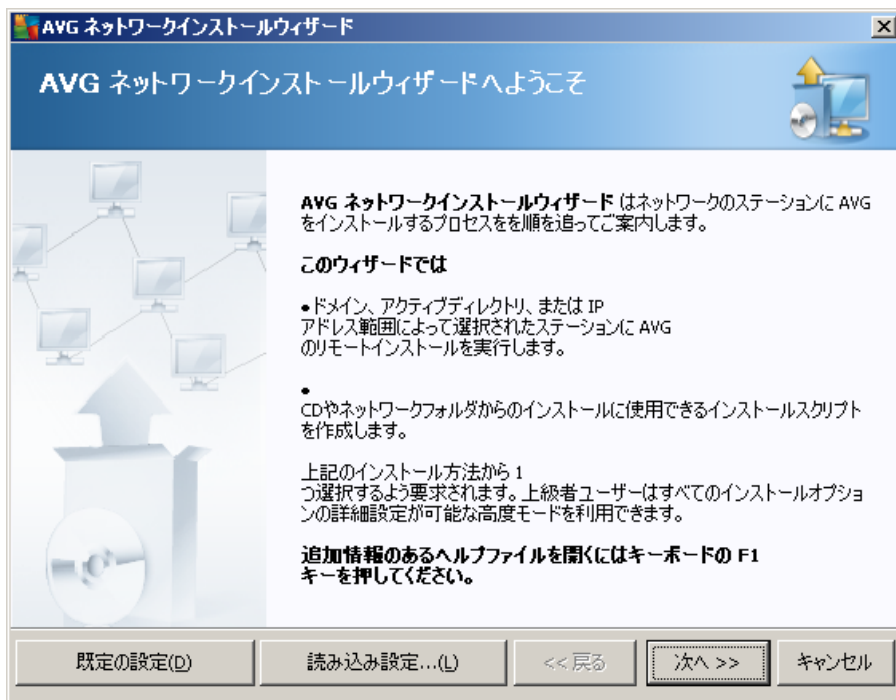 AVG ネットワークインストールウィザード
AVG ネットワークインストールウィザードへようこそ
AVG ネットワークインストールウィザード はネットワークのステーションに AVG
をインストールするプロセスをを順を追ってご案内します。
このウィザードでは
•ドメイン、アクティブディレクトリ、または IP
アドレス範囲によって選択されたステーションに AVG
のリモートインストールを実行します。
•
CDやネットワークフォルダからのインストールに使用できるインストールスクリプト
を作成します。
上記のインストール方法から 1
つ選択するよう要求されます。上級者ユーザーはすべてのインストールオプショ
ンの詳細設定が可能な高度モードを利用できます。
追加情報のあるヘルプファイルを開くにはキーボードの F1
キーを押してください。
既定の設定(D)
読み込み設定...(L)
<< 戻る
次へ >>
キャンセル